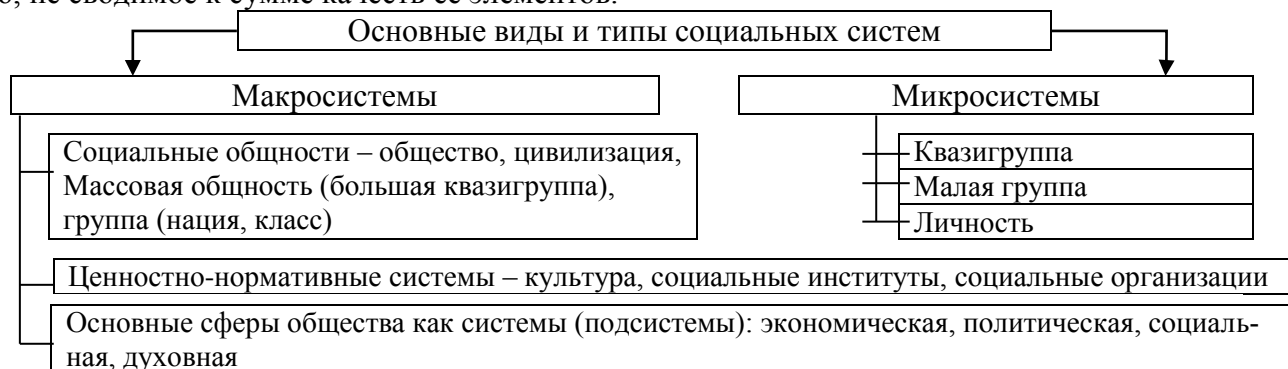 не сводимое к сумме качеств ее элементов.
Основные виды и типы социальных систем
Макросистемы
Микросистемы
Социальные общности – общество, цивилизация,
Массовая общность (большая квазигруппа),
группа (нация, класс)
Квазигруппа
Малая группа
Личность
Ценностно-нормативные системы – культура, социальные институты, социальные организации
Основные сферы общества как системы (подсистемы): экономическая, политическая, социаль-
ная, духовная